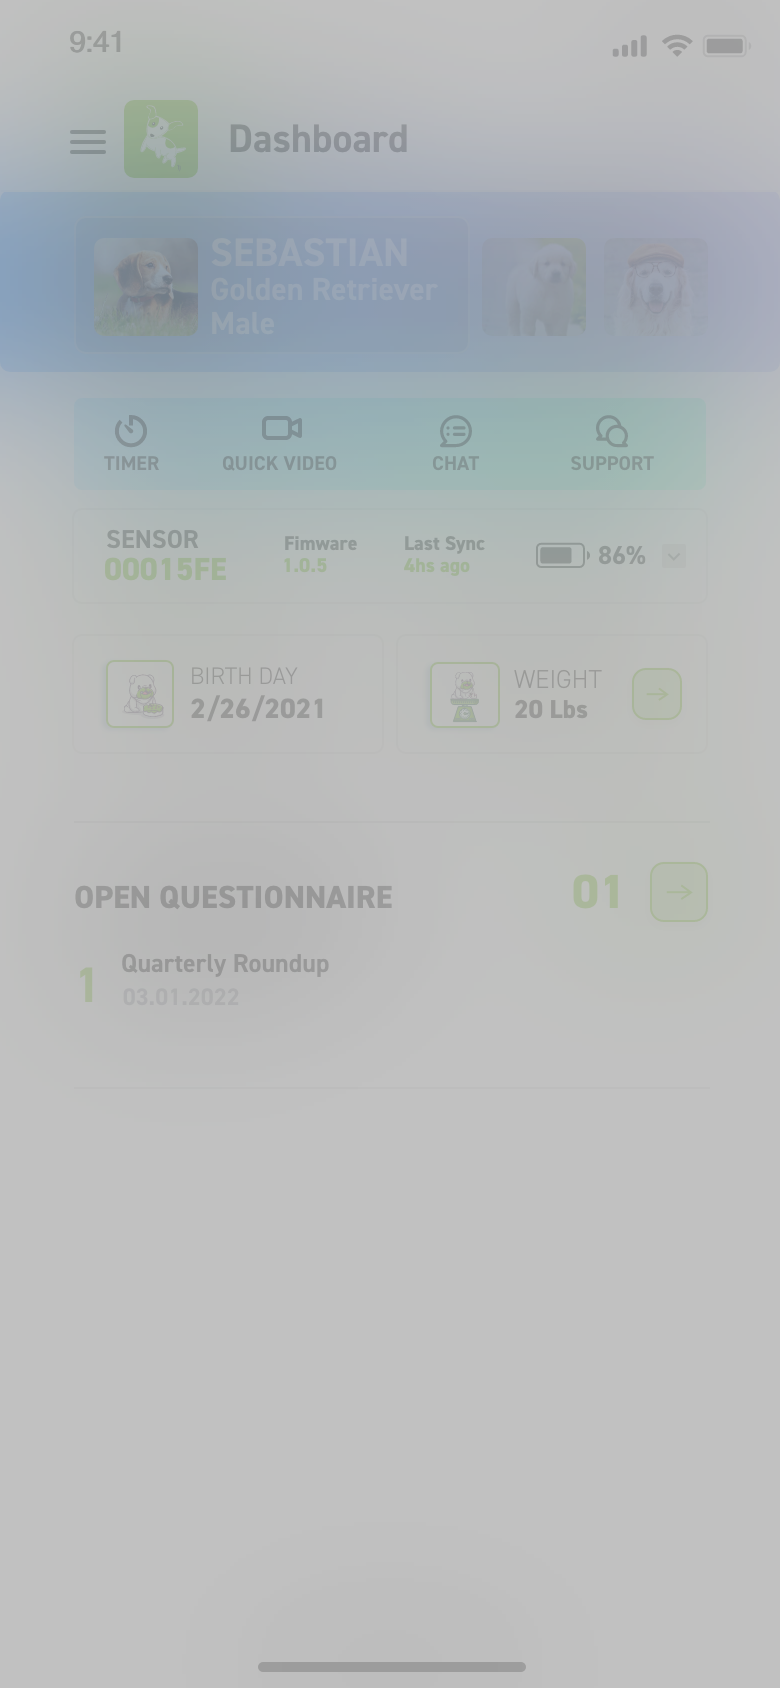 9:41
Dashboard
SEBASTIAN
Golden Retriever
Male
TIMER
QUICK VIDEO
CHAT
SUPPORT
SENSOR
00015FE
Fimware
1.0.5
Last Sync
4hs ago
86%
BIRTH DAY
2/26/2021
WEIGHT
20 Lbs
OPEN QUESTIONNAIRE
01
1
Quarterly Roundup
03.01.2022